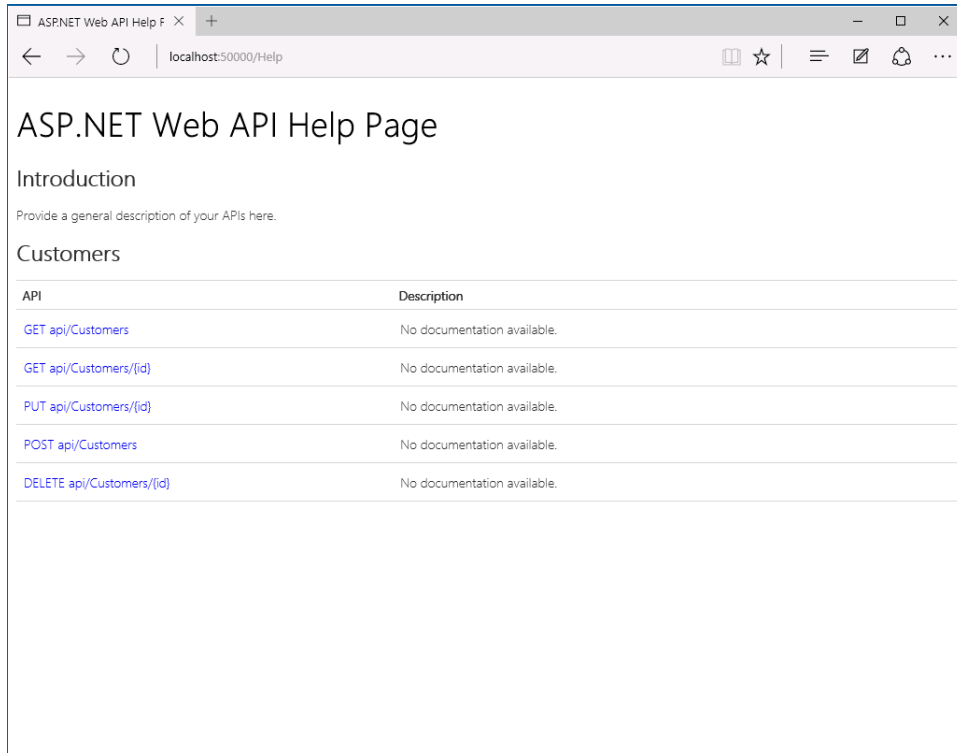 ASP.NET Web API Help F
localhost:50000/Help
ASP.NET Web API Help Page
Introduction
Provide a general description of your APIs here.
Customers
API Description
GET api/Customers No documentation available.
GET api/Customers/{id} No documentation available.
PUT api/Customers/{id} No documentation available.
POST api/Customers No documentation available.
DELETE api/Customers/{id} No documentation available.